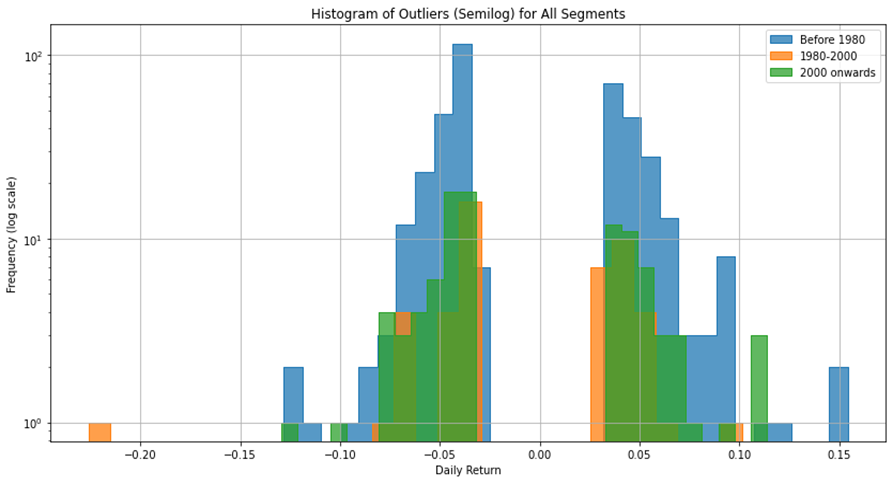 Histogram of Outliers (Semilog) for All Segments
Before 1980
1980-2000
2000 onwards
Frequency (log scale)
10²
10¹
10⁰
−0.20 −0.15 −0.10 −0.05 0.00 0.05 0.10 0.15
Daily Return